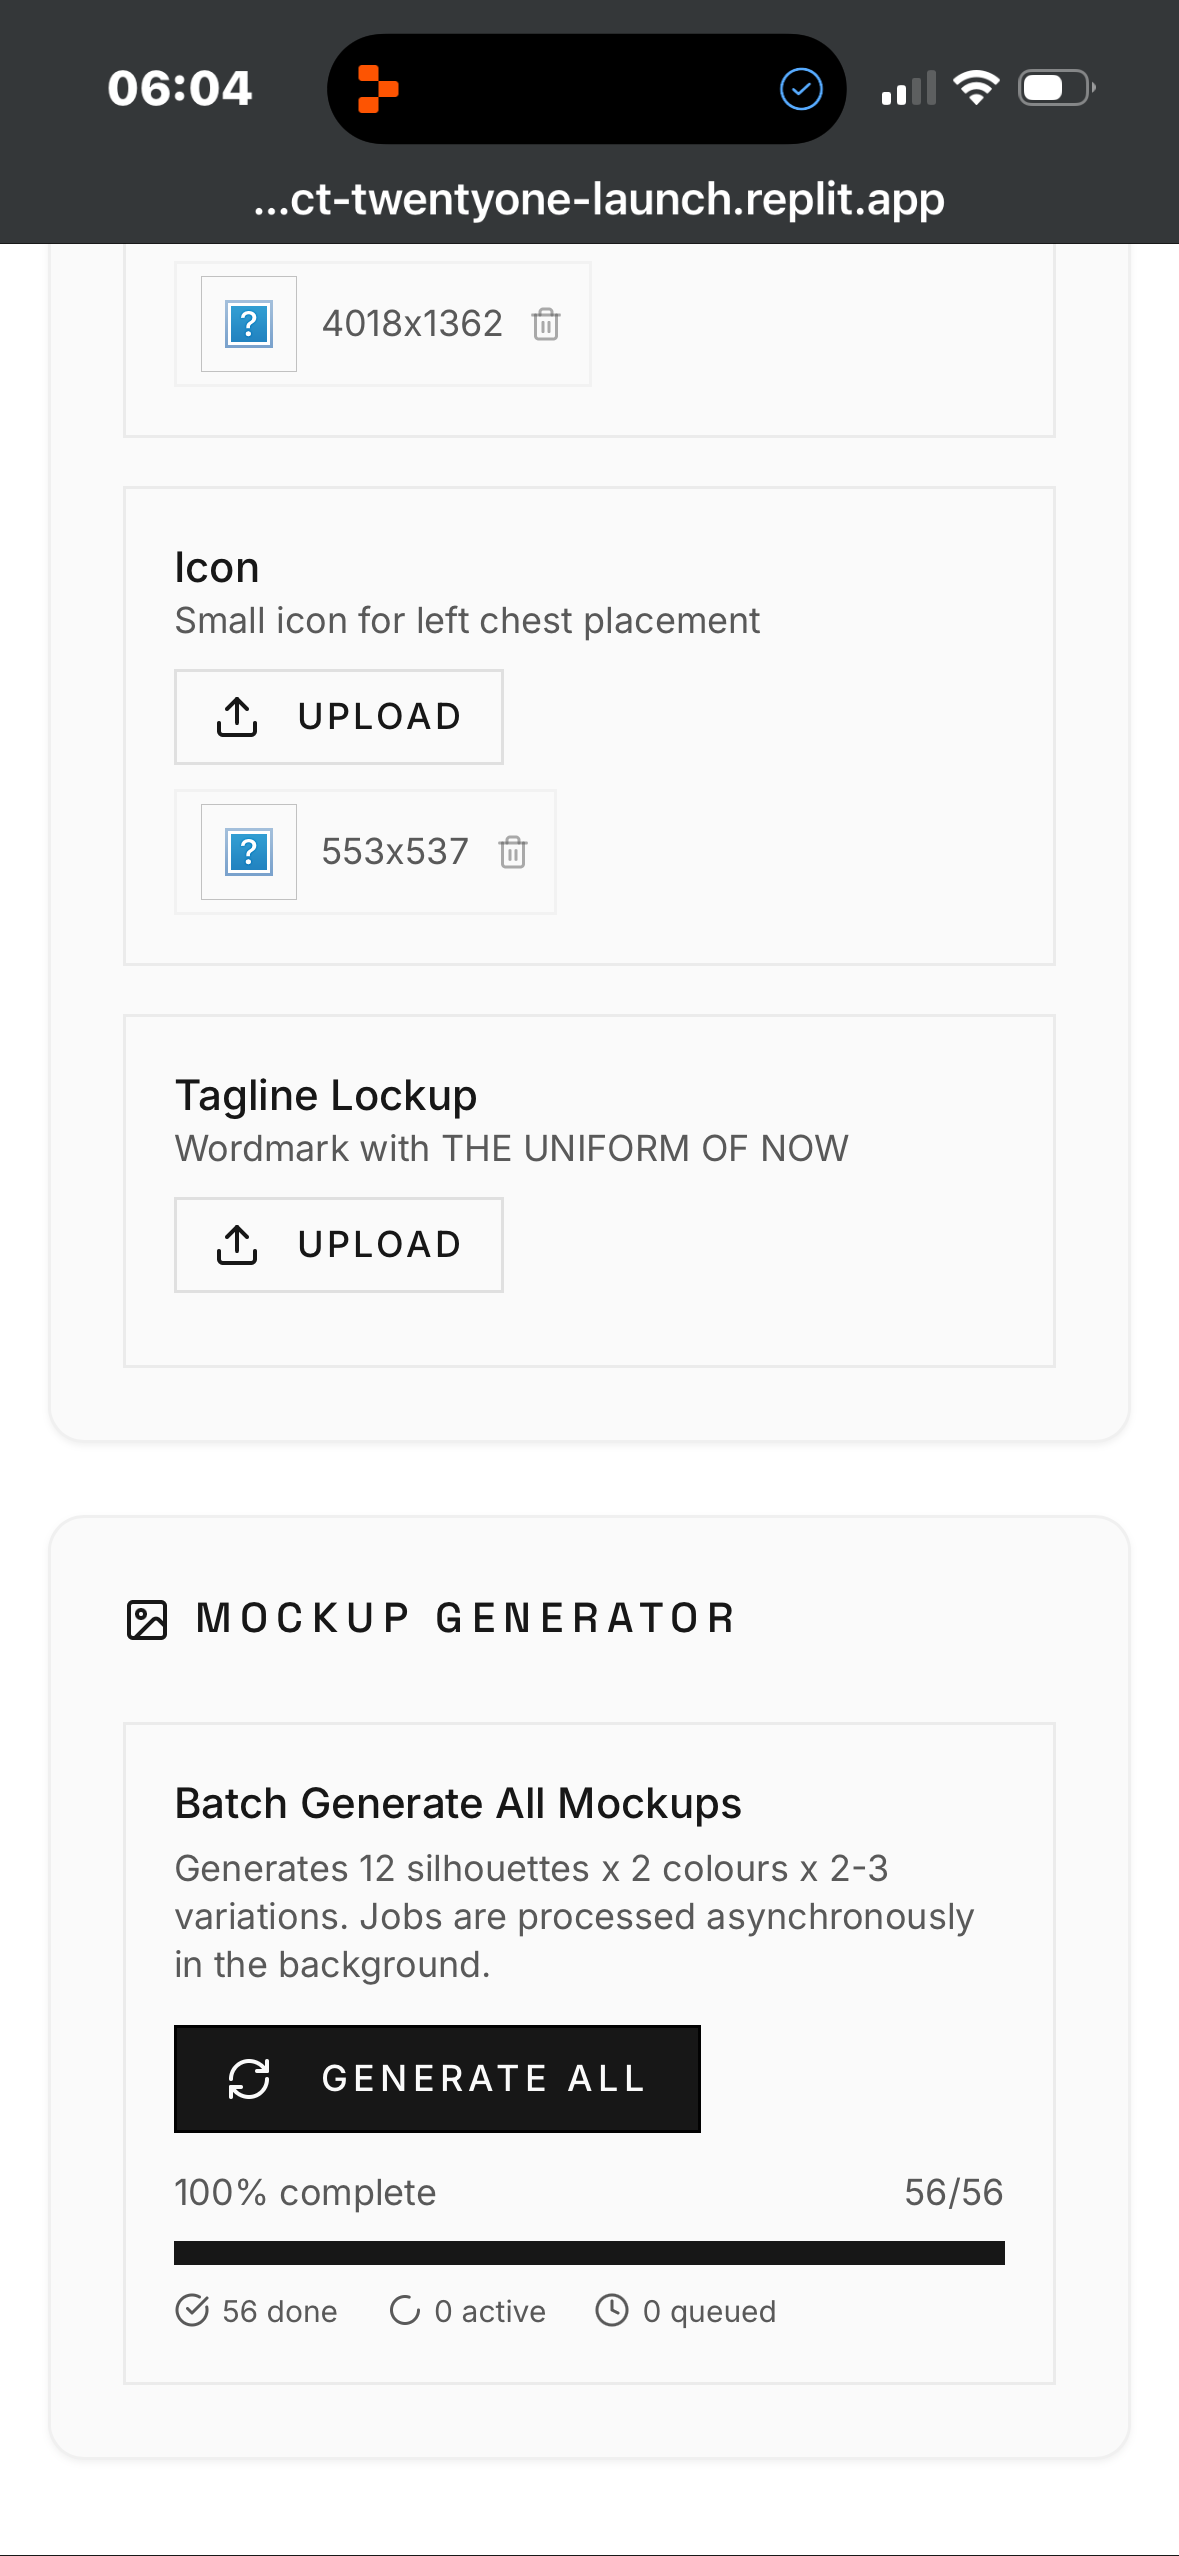 06:04
...ct-twentyone-launch.replit.app
4018x1362
Icon
Small icon for left chest placement
UPLOAD
553x537
Tagline Lockup
Wordmark with THE UNIFORM OF NOW
UPLOAD
MOCKUP GENERATOR
Batch Generate All Mockups
Generates 12 silhouettes x 2 colours x 2-3
variations. Jobs are processed asynchronously
in the background.
GENERATE ALL
100% complete 56/56
56 done 0 active 0 queued